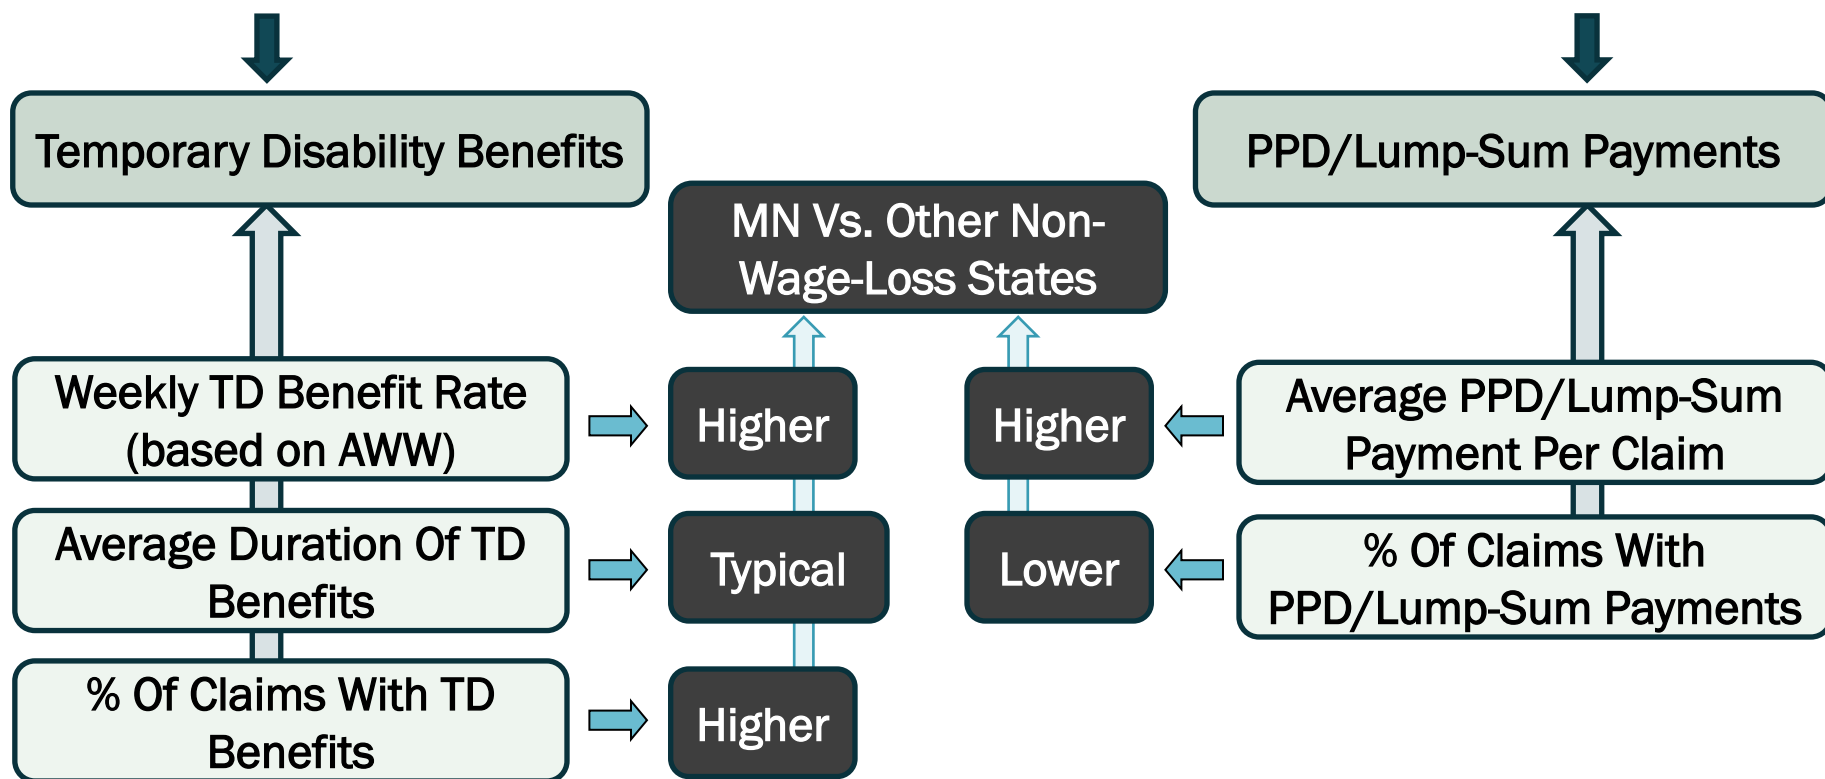 Temporary Disability Benefits
PPD/Lump-Sum Payments
MN Vs. Other Non-
Wage-Loss States
Weekly TD Benefit Rate
(based on AWW)
Higher
Higher
Average PPD/Lump-Sum
Payment Per Claim
Average Duration Of TD
Benefits
Typical
Lower
% Of Claims With
PPD/Lump-Sum Payments
% Of Claims With TD
Benefits
Higher